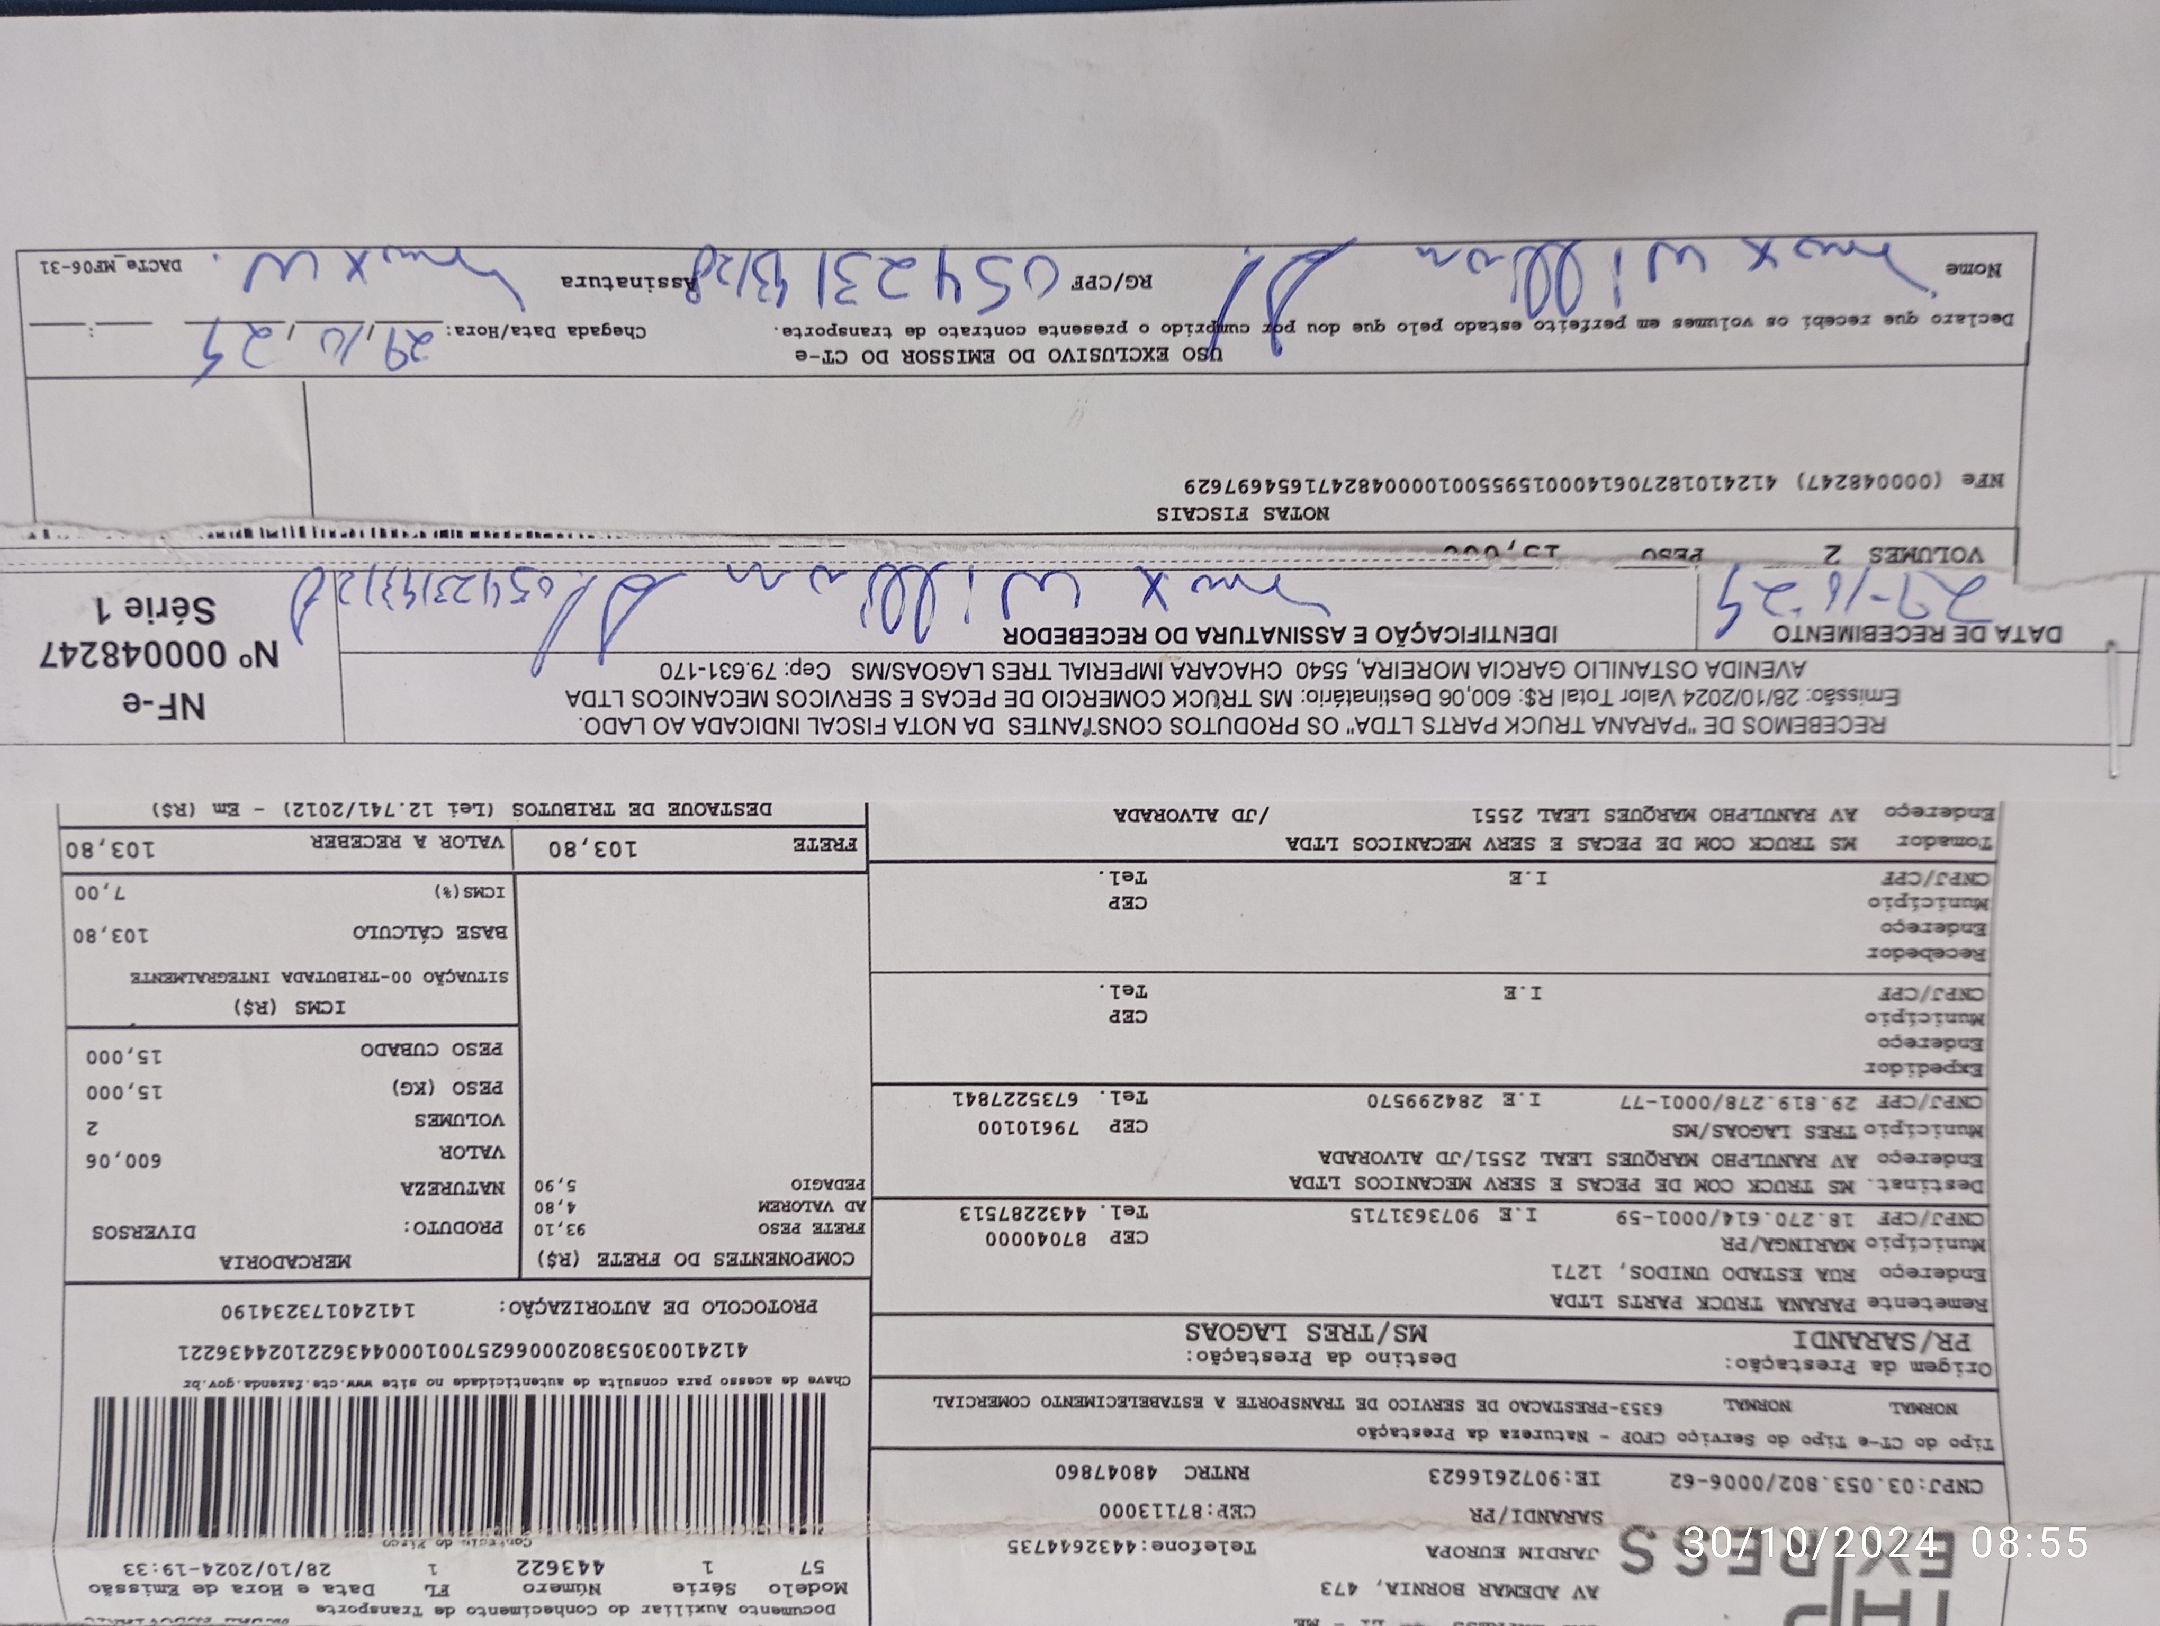 EXPRESS
AV ADEMAR BORNIA, 473
JARDIM EUROPA Telefone:4432644735
SARANDI/PR CEP:87113000
CNPJ:03.053.802/0006-62 IE:9072616623 RNTRC 48047860
Documento Auxiliar do Conhecimento de Transporte
Modelo Série Número FL Data e Hora de Emissão
57 1 443622 1 28/10/2024-19:33
Controle do Fisco
Chave de acesso para consulta de autenticidade no site www.cte.fazenda.gov.br
41241003053802000662570010004436221024436221
PROTOCOLO DE AUTORIZAÇÃO: 141240173234190
Tipo do CT-e Tipo do Serviço CFOP - Natureza da Prestação
NORMAL NORMAL 6353-PRESTACAO DE SERVICO DE TRANSPORTE A ESTABELECIMENTO COMERCIAL
Origem da Prestação: Destino da Prestação:
PR/SARANDI MS/TRES LAGOAS
Remetente PARANA TRUCK PARTS LTDA
Endereço RUA ESTADO UNIDOS, 1271
Município MARINGA/PR CEP 87040000
CNPJ/CPF 18.270.614/0001-59 I.E 9073631715 Tel. 4432287513
Destinat. MS TRUCK COM DE PECAS E SERV MECANICOS LTDA
Endereço AV RANULPHO MARQUES LEAL 2551/JD ALVORADA
Município TRES LAGOAS/MS CEP 79610100
CNPJ/CPF 29.819.278/0001-77 I.E 284299570 Tel. 6735227841
Expedidor
Endereço
Município CEP
CNPJ/CPF I.E Tel.
Recebedor
Endereço
Município CEP
CNPJ/CPF I.E Tel.
Tomador MS TRUCK COM DE PECAS E SERV MECANICOS LTDA
Endereço AV RANULPHO MARQUES LEAL 2551 /JD ALVORADA
COMPONENTES DO FRETE (R$)
FRETE PESO 93,10
AD VALOREM 4,80
PEDAGIO 5,90
MERCADORIA
PRODUTO: DIVERSOS
NATUREZA
VALOR 600,06
VOLUMES 2
PESO (KG) 15,000
PESO CUBADO 15,000
ICMS (R$)
SITUAÇÃO 00-TRIBUTADA INTEGRALMENTE
BASE CÁLCULO 103,80
ICMS(%) 7,00
FRETE 103,80 VALOR A RECEBER 103,80
DESTAQUE DE TRIBUTOS (Lei 12.741/2012) - Em (R$)
RECEBEMOS DE "PARANA TRUCK PARTS LTDA" OS PRODUTOS CONSTANTES DA NOTA FISCAL INDICADA AO LADO.
Emissão: 28/10/2024 Valor Total R$: 600,06 Destinatário: MS TRUCK COMERCIO DE PECAS E SERVICOS MECANICOS LTDA
AVENIDA OSTANILIO GARCIA MOREIRA, 5540 CHACARA IMPERIAL TRES LAGOAS/MS Cep: 79.631-170
NF-e
Nº 000048247
Série 1
DATA DE RECEBIMENTO IDENTIFICAÇÃO E ASSINATURA DO RECEBEDOR
max William
VOLUMES 2 PESO 15,000
NOTAS FISCAIS
NFe (000048247) 41241018270614000159550010000482471654697629
USO EXCLUSIVO DO EMISSOR DO CT-e
Declaro que recebi os volumes em perfeito estado pelo que dou por cumprido o presente contrato de transporte. Chegada Data/Hora: 29/10/24
Nome max William RG/CPF Assinatura max W. DACTe_MF06-31
30/10/2024 08:55